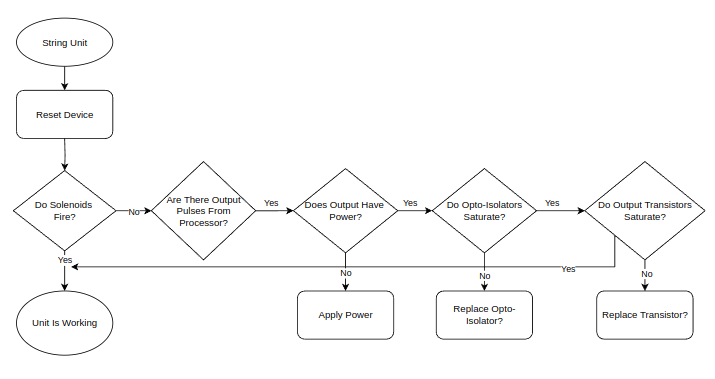 String Unit
Reset Device
Do Solenoids
Fire?
No
Are There Output
Pulses From
Processor?
Yes
Does Output Have
Power?
Yes
Do Opto-Isolators
Saturate?
Yes
Do Output Transistors
Saturate?
Yes
Yes
No
No
No
Unit Is Working
Apply Power
Replace Opto-
Isolator?
Replace Transistor?